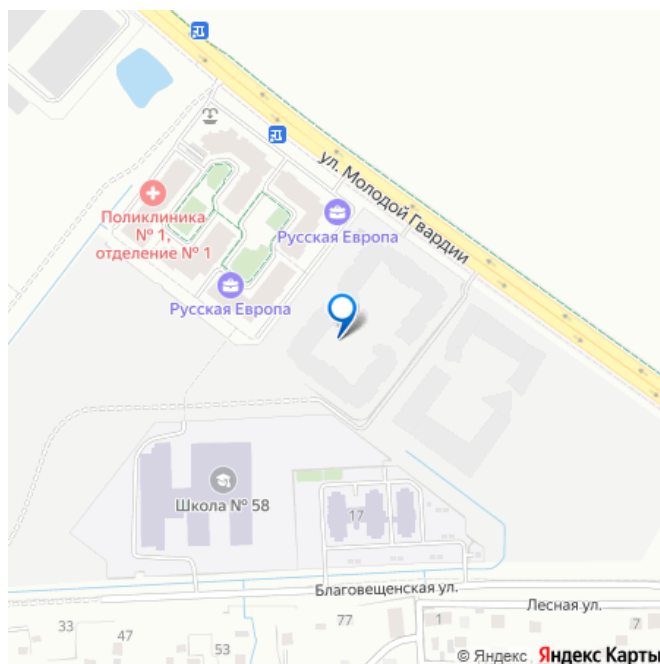 ул. Молодой Гвардии
Поликлиника
№ 1,
отделение № 1
Русская Европа
Русская Европа
Школа № 58
17
Благовещенская ул.
Лесная ул.
33
47
53
77
1
7
© Яндекс Яндекс Карты